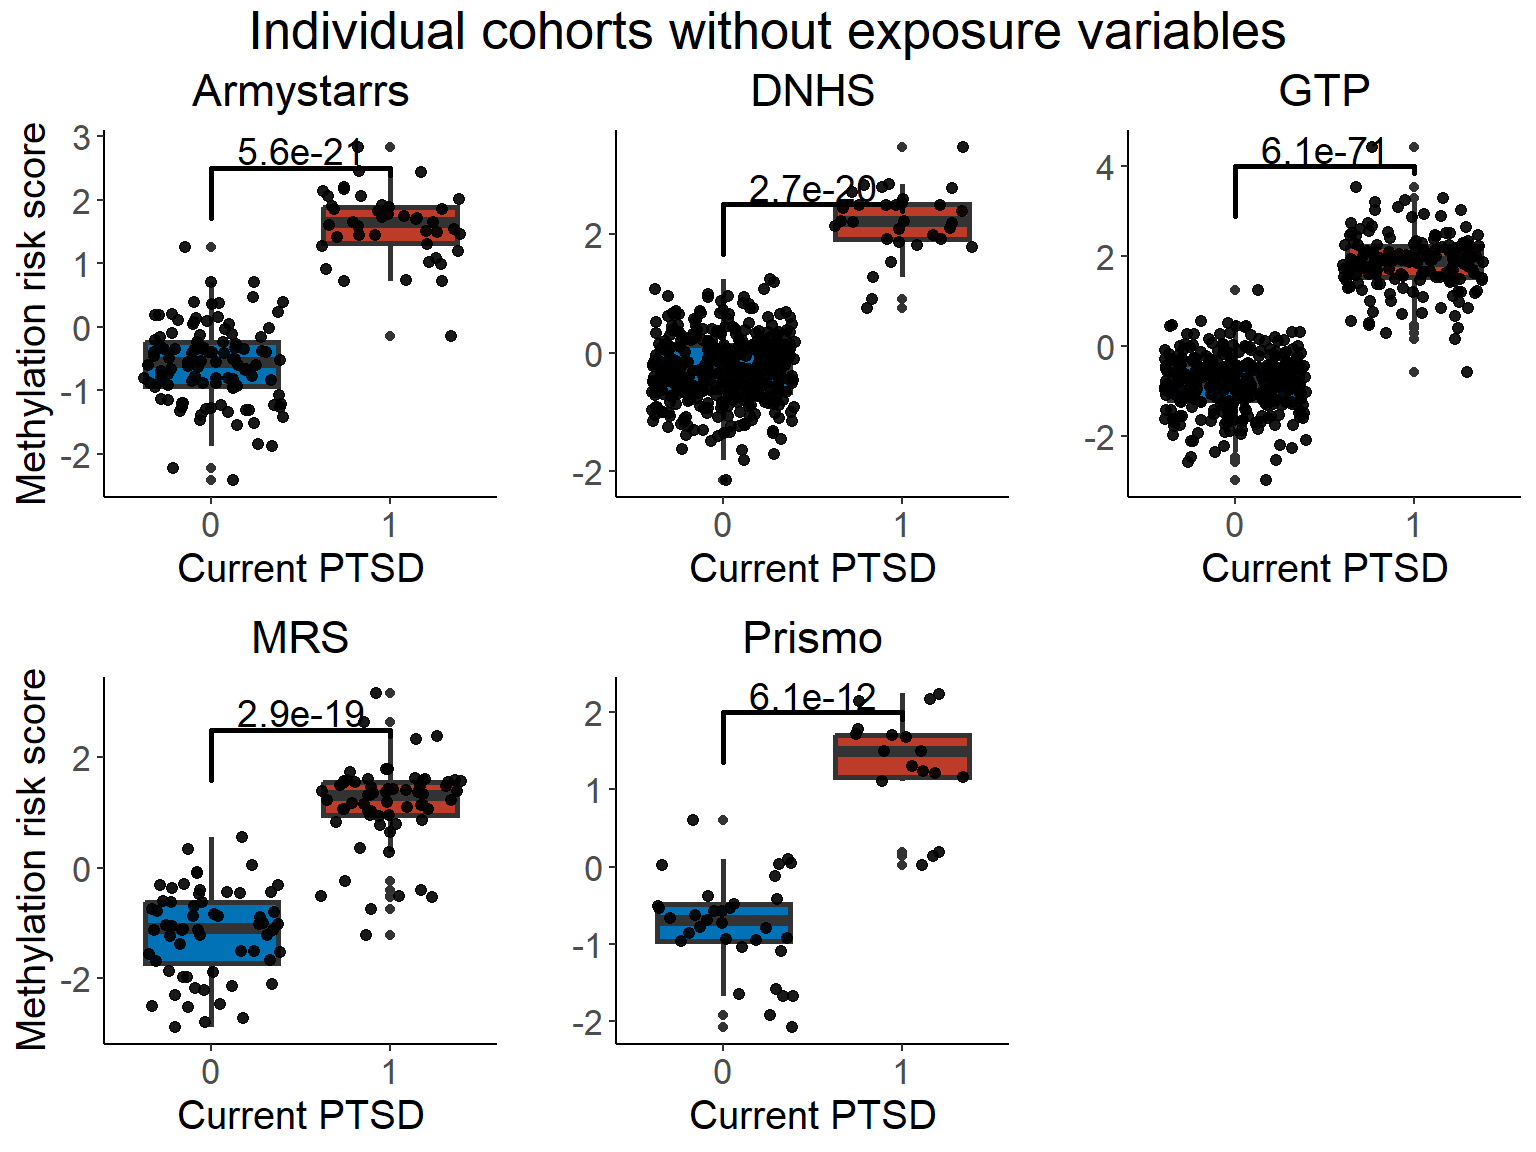 Individual cohorts without exposure variables
Armystarrs
DNHS
GTP
Methylation risk score
3
2
1
0
-1
-2
5.6e-21
0 1
Current PTSD
2
0
-2
2.7e-20
0 1
Current PTSD
4
2
0
-2
6.1e-71
0 1
Current PTSD
MRS
Prismo
Methylation risk score
2
0
-2
2.9e-19
0 1
Current PTSD
2
1
0
-1
-2
6.1e-12
0 1
Current PTSD